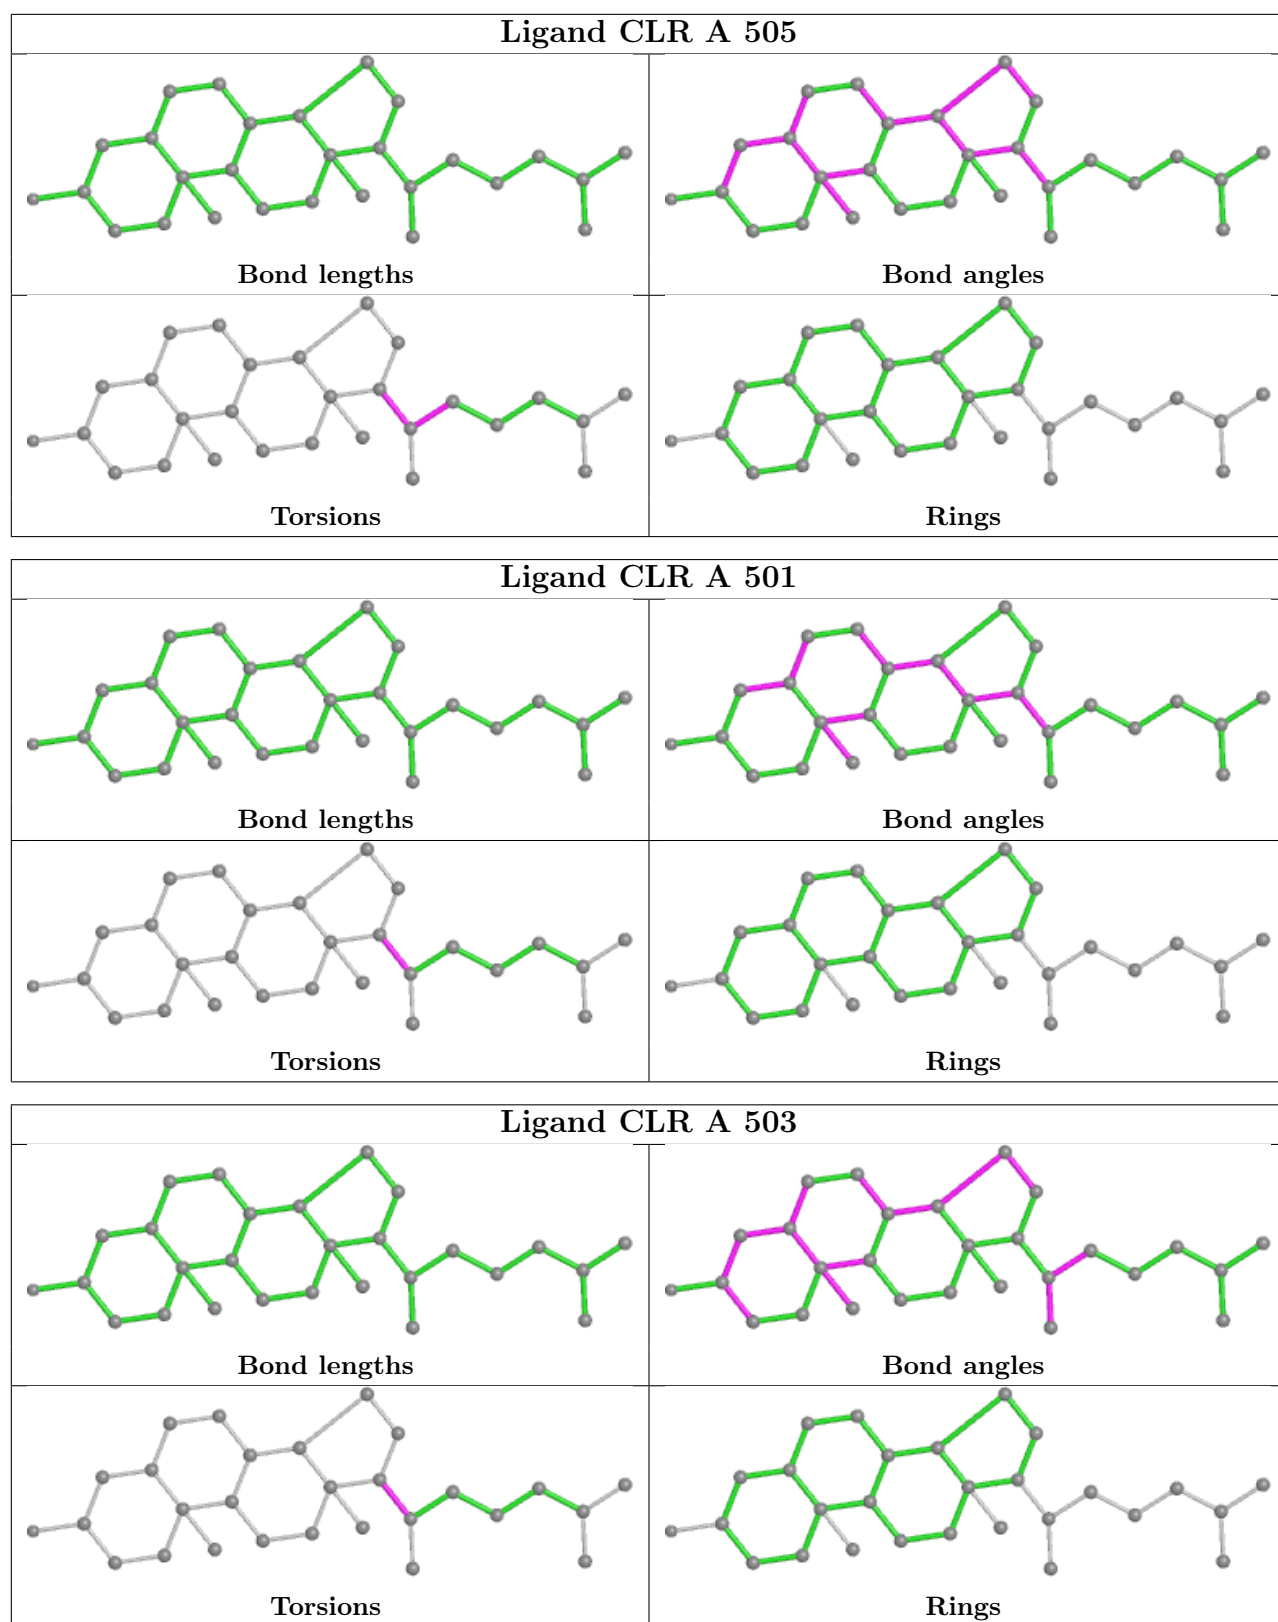 Ligand CLR A 505
Bond lengths
Bond angles
Torsions
Rings
Ligand CLR A 501
Bond lengths
Bond angles
Torsions
Rings
Ligand CLR A 503
Bond lengths
Bond angles
Torsions
Rings